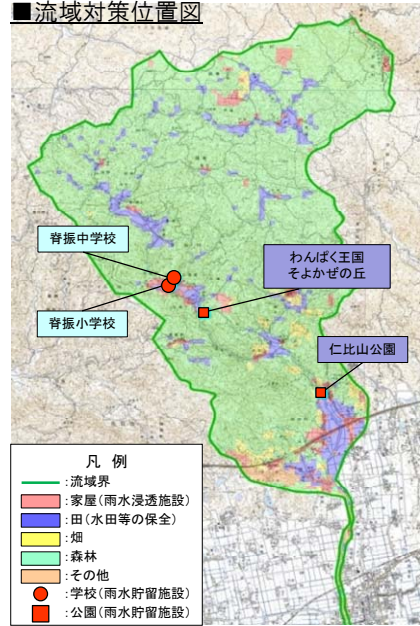 ■流域対策位置図
脊振中学校
わんぱく王国
そよかぜの丘
脊振小学校
仁比山公園
凡 例
:流域界
:家屋(雨水浸透施設)
:田(水田等の保全)
:畑
:森林
:その他
:学校(雨水貯留施設)
:公園(雨水貯留施設)